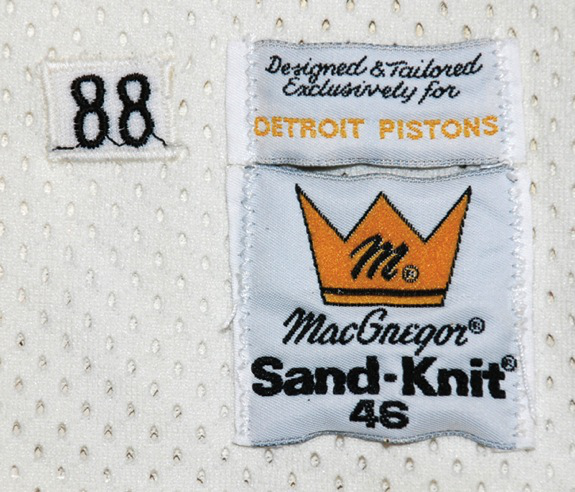 88
Designed & Tailored
Exclusively for
DETROIT PISTONS
M®
MacGregor®
Sand-Knit®
46